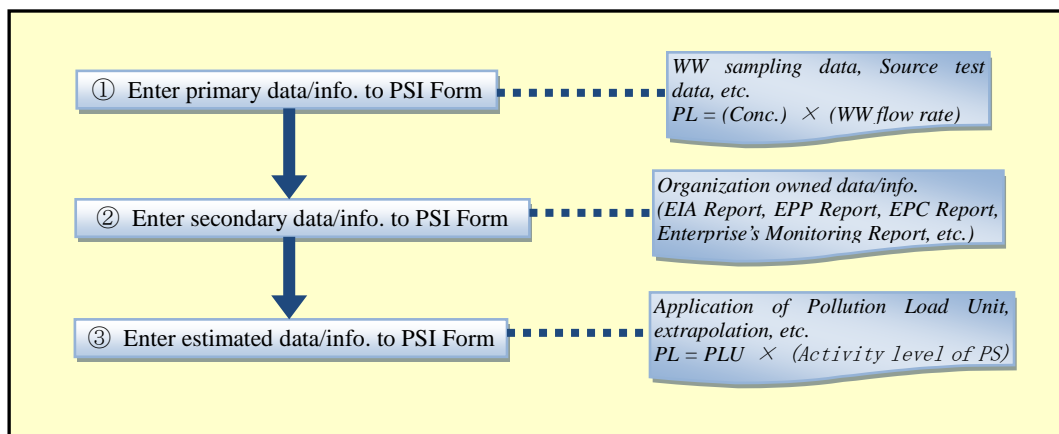 ① Enter primary data/info. to PSI Form
WW sampling data, Source test
data, etc.
PL = (Conc.) × (WW flow rate)
② Enter secondary data/info. to PSI Form
Organization owned data/info.
(EIA Report, EPP Report, EPC Report,
Enterprise's Monitoring Report, etc.)
③ Enter estimated data/info. to PSI Form
Application of Pollution Load Unit,
extrapolation, etc.
PL = PLU × (Activity level of PS)